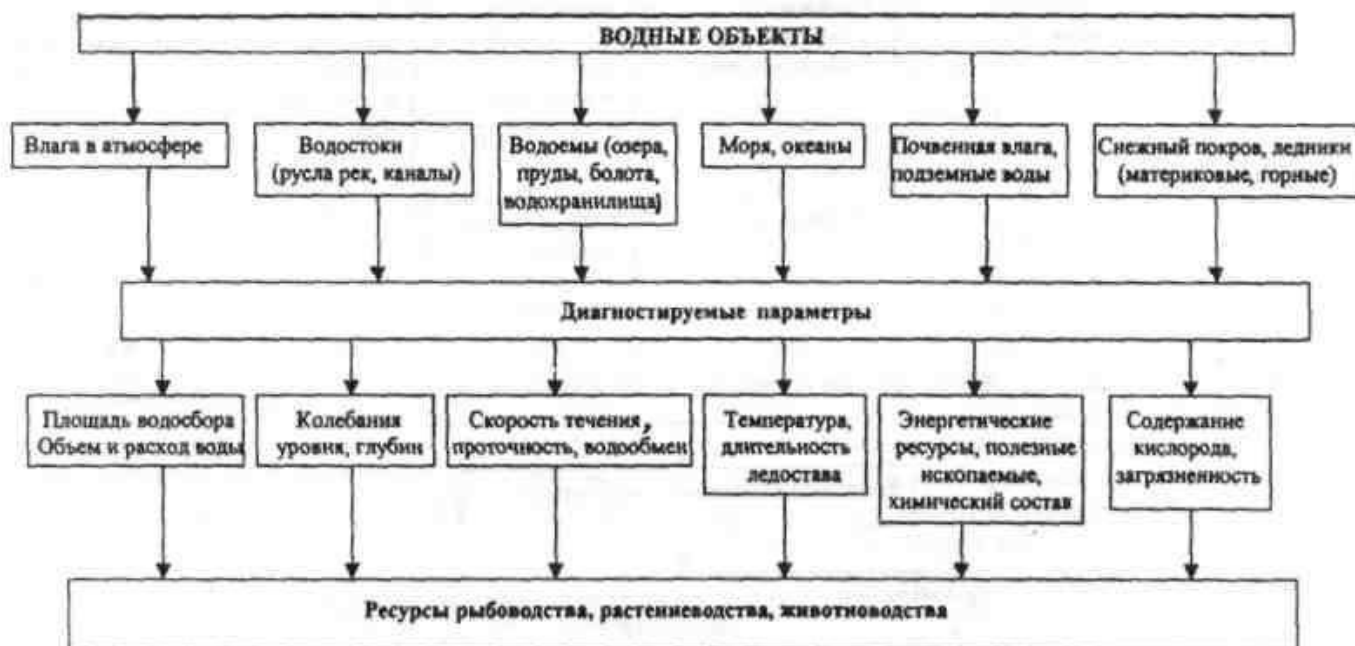 ВОДНЫЕ ОБЪЕКТЫ
Влага в атмосфере
Водостоки
(русла рек, каналы)
Водоемы (озера,
пруды, болота,
водохранилища)
Моря, океаны
Почвенная влага,
подземные воды
Снежный покров, ледники
(материковые, горные)
Диагностируемые параметры
Площадь водосбора
Объем и расход воды
Колебания
уровня, глубин
Скорость течения,
проточность, водообмен
Температура,
длительность
ледостава
Энергетические
ресурсы, полезные
ископаемые,
химический состав
Содержание
кислорода,
загрязненность
Ресурсы рыбоводства, растениеводства, животноводства